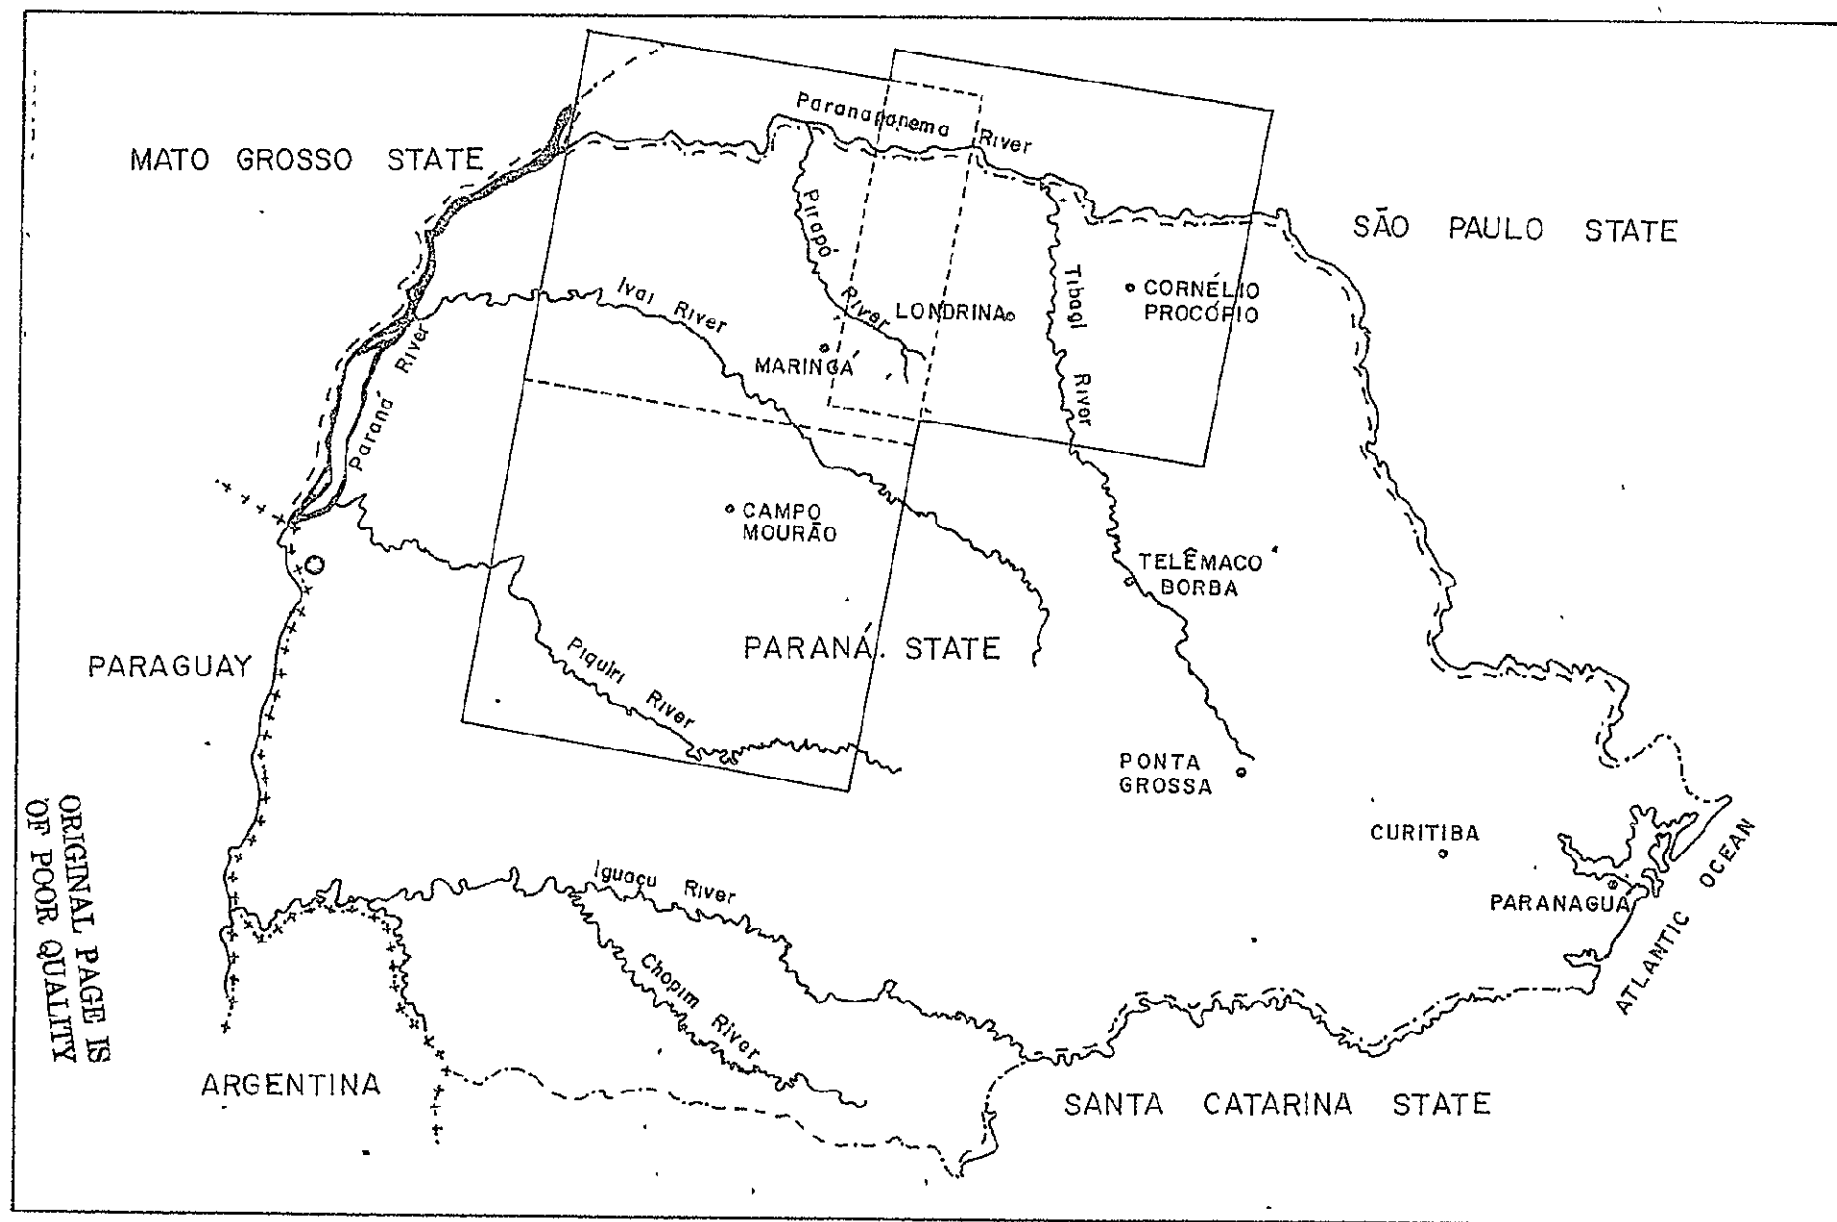 Paranapanema River
MATO GROSSO STATE
SÃO PAULO STATE
Pirapó River
Ivaí River
Tibagi River
CORNÉLIO
PROCÓPIO
LONDRINA
MARINGÁ
Paraná River
CAMPO
MOURÃO
TELÊMACO
BORBA
PARANÁ STATE
PARAGUAY
Piquiri River
PONTA
GROSSA
CURITIBA
PARANAGUA
ATLANTIC OCEAN
Iguaçu River
Chopim River
ARGENTINA
SANTA CATARINA STATE
ORIGINAL PAGE IS
OF POOR QUALITY